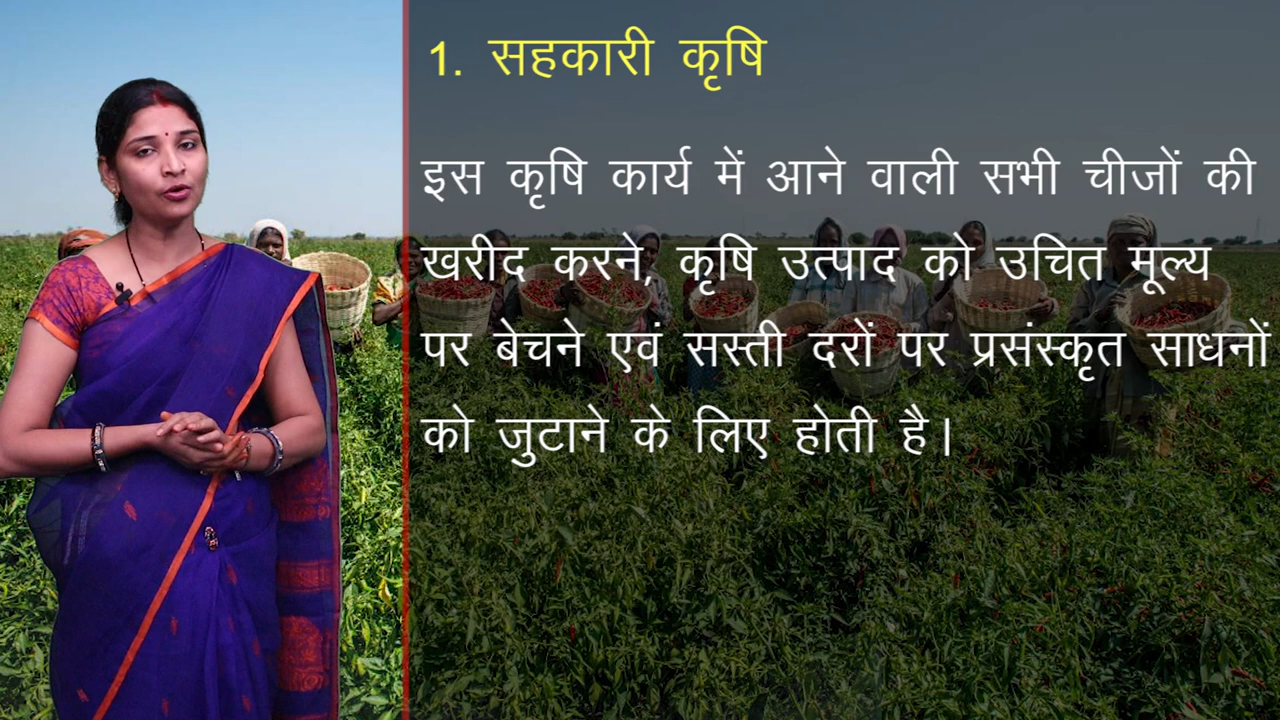 1. सहकारी कृषि
इस कृषि कार्य में आने वाली सभी चीजों की
खरीद करने, कृषि उत्पाद को उचित मूल्य
पर बेचने एवं सस्ती दरों पर प्रसंस्कृत साधनों
को जुटाने के लिए होती है।